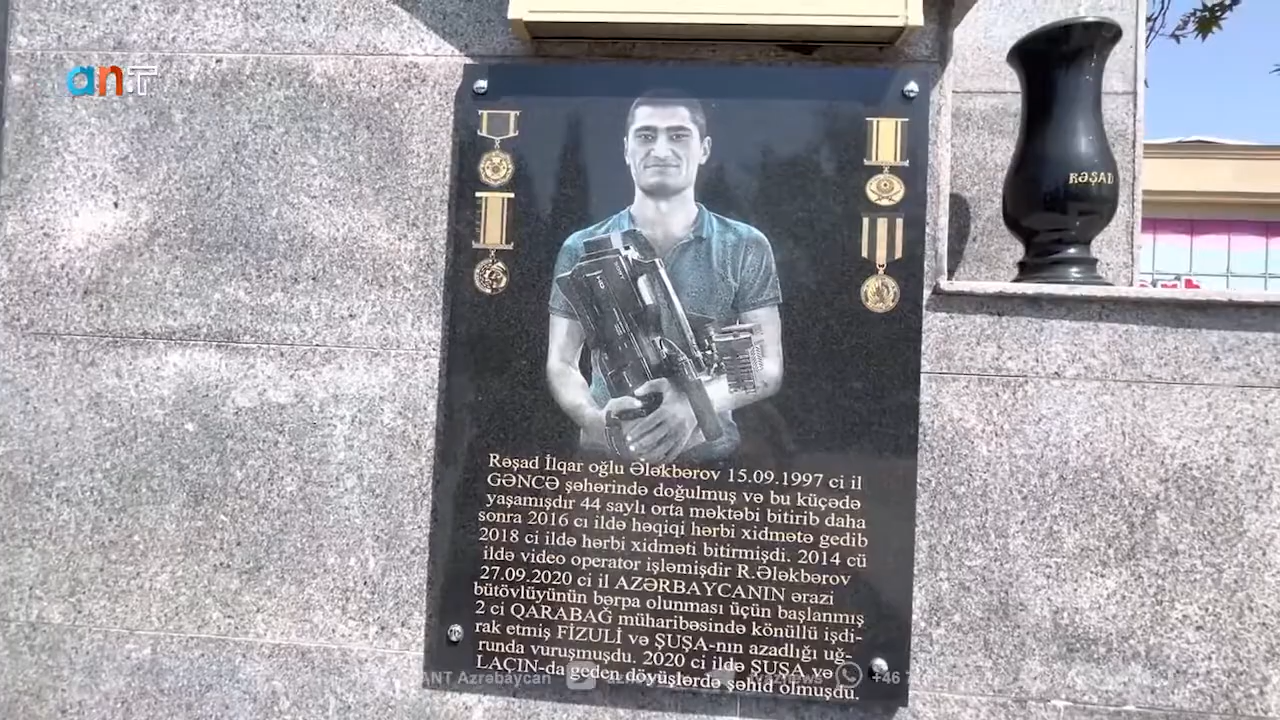 an.T
RƏŞAD
Rəşad İlqar oğlu Ələkbərov 15.09.1997 ci il
GƏNCƏ şəhərində doğulmuş və bu küçədə
yaşamışdır 44 saylı orta məktəbi bitirib daha
sonra 2016 cı ildə həqiqi hərbi xidmətə gedib
2018 ci ildə hərbi xidməti bitirmişdi. 2014 cü
ildə video operator işləmişdir R.Ələkbərov
27.09.2020 ci il AZƏRBAYCANIN ərazi
bütövlüyünün bərpa olunması üçün başlanmış
2 ci QARABAĞ müharibəsində könüllü işdi-
rak etmiş FİZULİ və ŞUŞA-nın azadlığı uğ-
runda vuruşmuşdu. 2020 ci ildə ŞUŞA və
LAÇIN-da gedən döyüşlərdə şəhid olmuşdu.
ANT Azərbaycan
+46 7